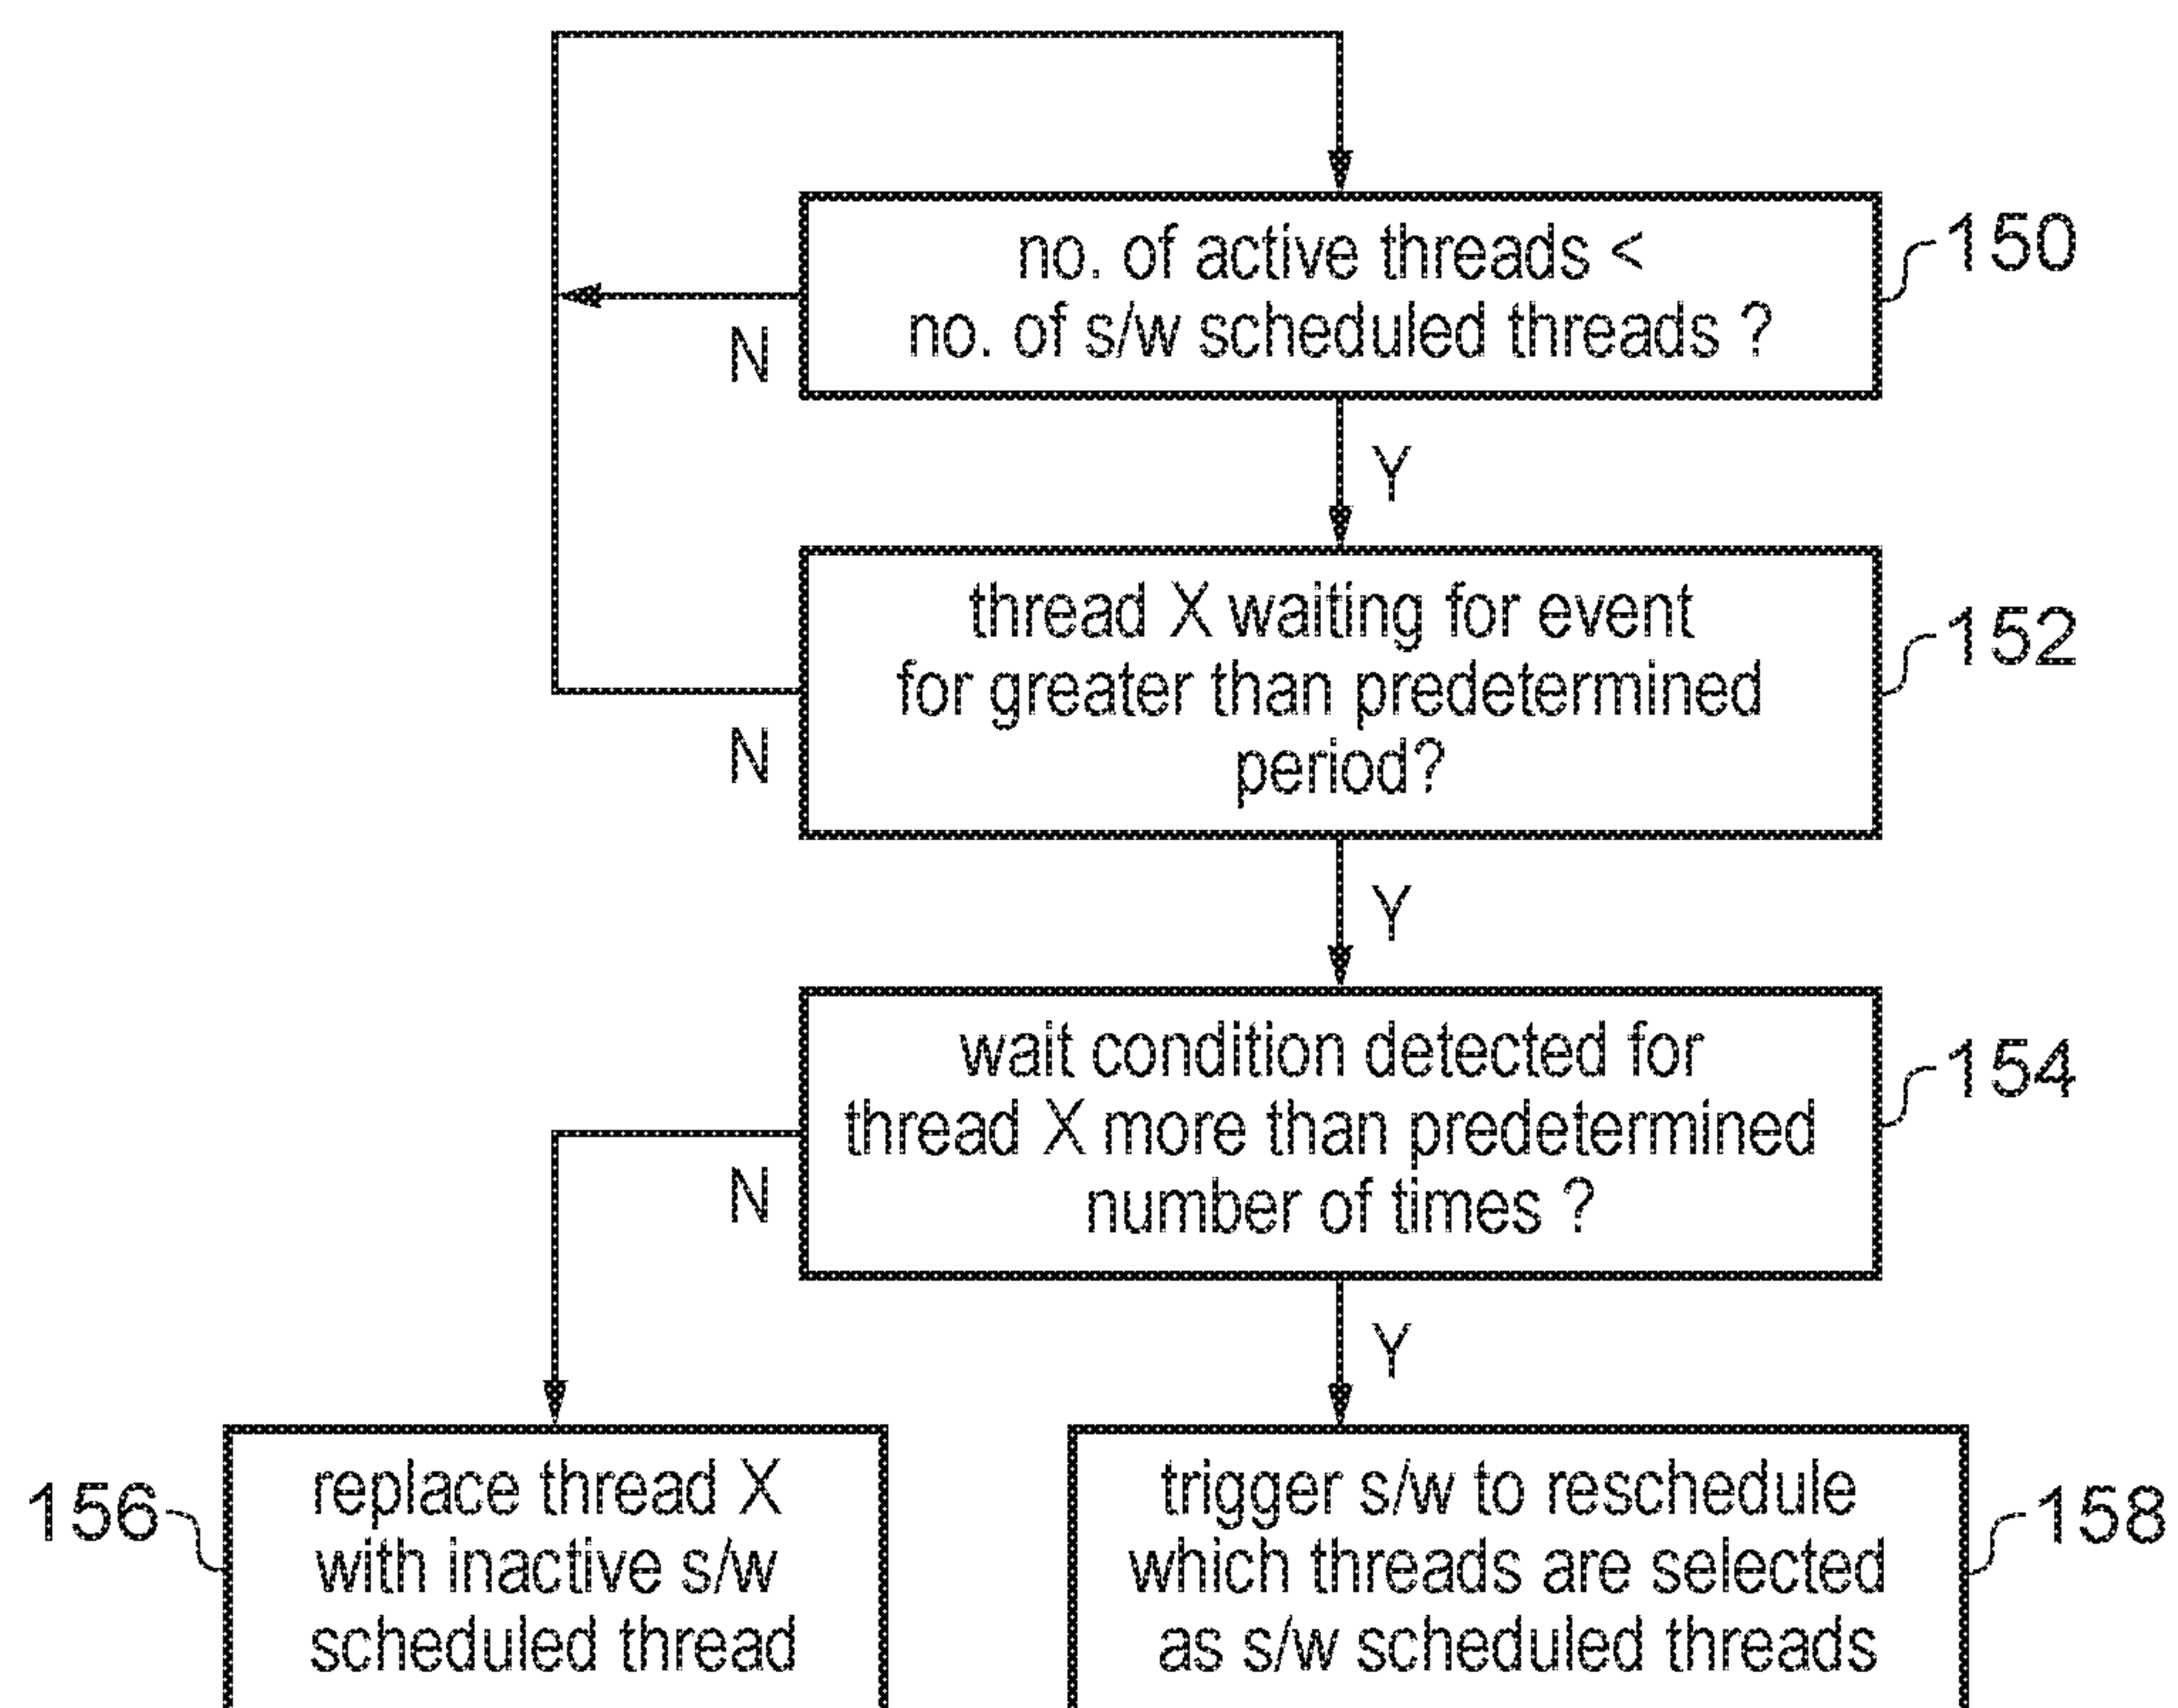 no. of active threads <
no. of s/w scheduled threads ?
150
N
Y
thread X waiting for event
for greater than predetermined
period?
152
N
Y
wait condition detected for
thread X more than predetermined
number of times ?
154
N
Y
156
replace thread X
with inactive s/w
scheduled thread
trigger s/w to reschedule
which threads are selected
as s/w scheduled threads
158